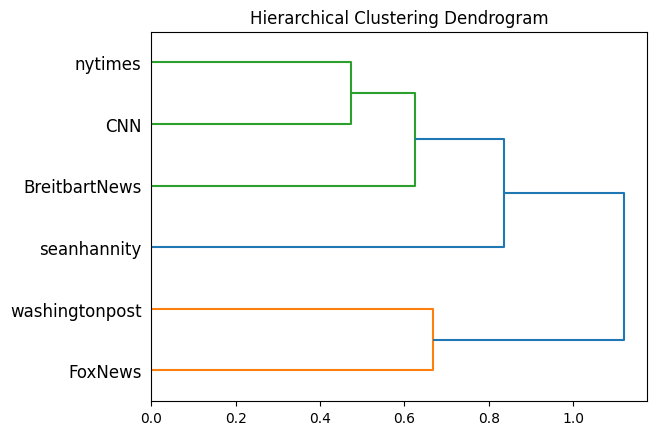 Hierarchical Clustering Dendrogram
nytimes
CNN
BreitbartNews
seanhannity
washingtonpost
FoxNews
0.0 0.2 0.4 0.6 0.8 1.0